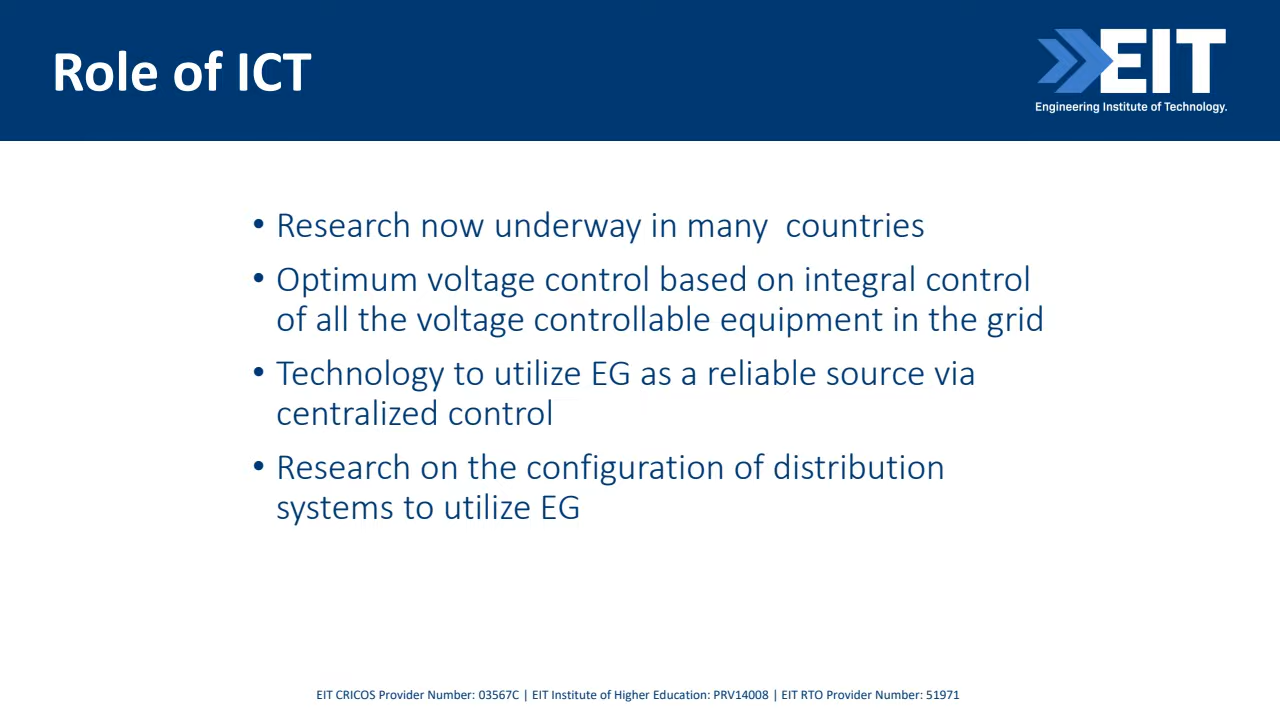 Role of ICT
EIT
Engineering Institute of Technology.
• Research now underway in many  countries
• Optimum voltage control based on integral control
of all the voltage controllable equipment in the grid
• Technology to utilize EG as a reliable source via
centralized control
• Research on the configuration of distribution
systems to utilize EG
EIT CRICOS Provider Number: 03567C | EIT Institute of Higher Education: PRV14008 | EIT RTO Provider Number: 51971